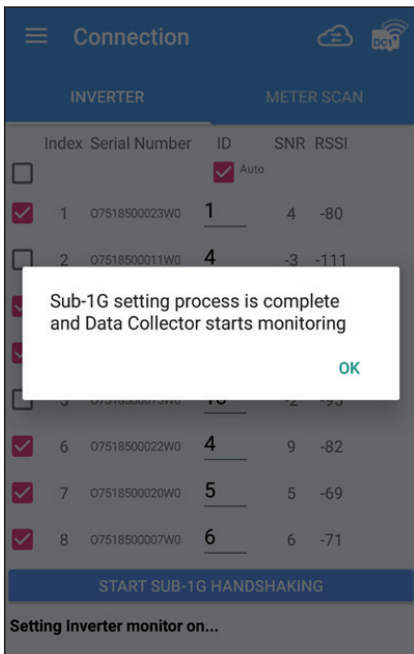 Connection
DC1
INVERTER METER SCAN
Index Serial Number ID SNR RSSI
Auto
1 O7518500023W0 1 4 -80
2 O7518500011W0 4 -3 -111
Sub-1G setting process is complete
and Data Collector starts monitoring
OK
6 O7518500022W0 4 9 -82
7 O7518500020W0 5 5 -69
8 O7518500007W0 6 6 -71
START SUB-1G HANDSHAKING
Setting Inverter monitor on...